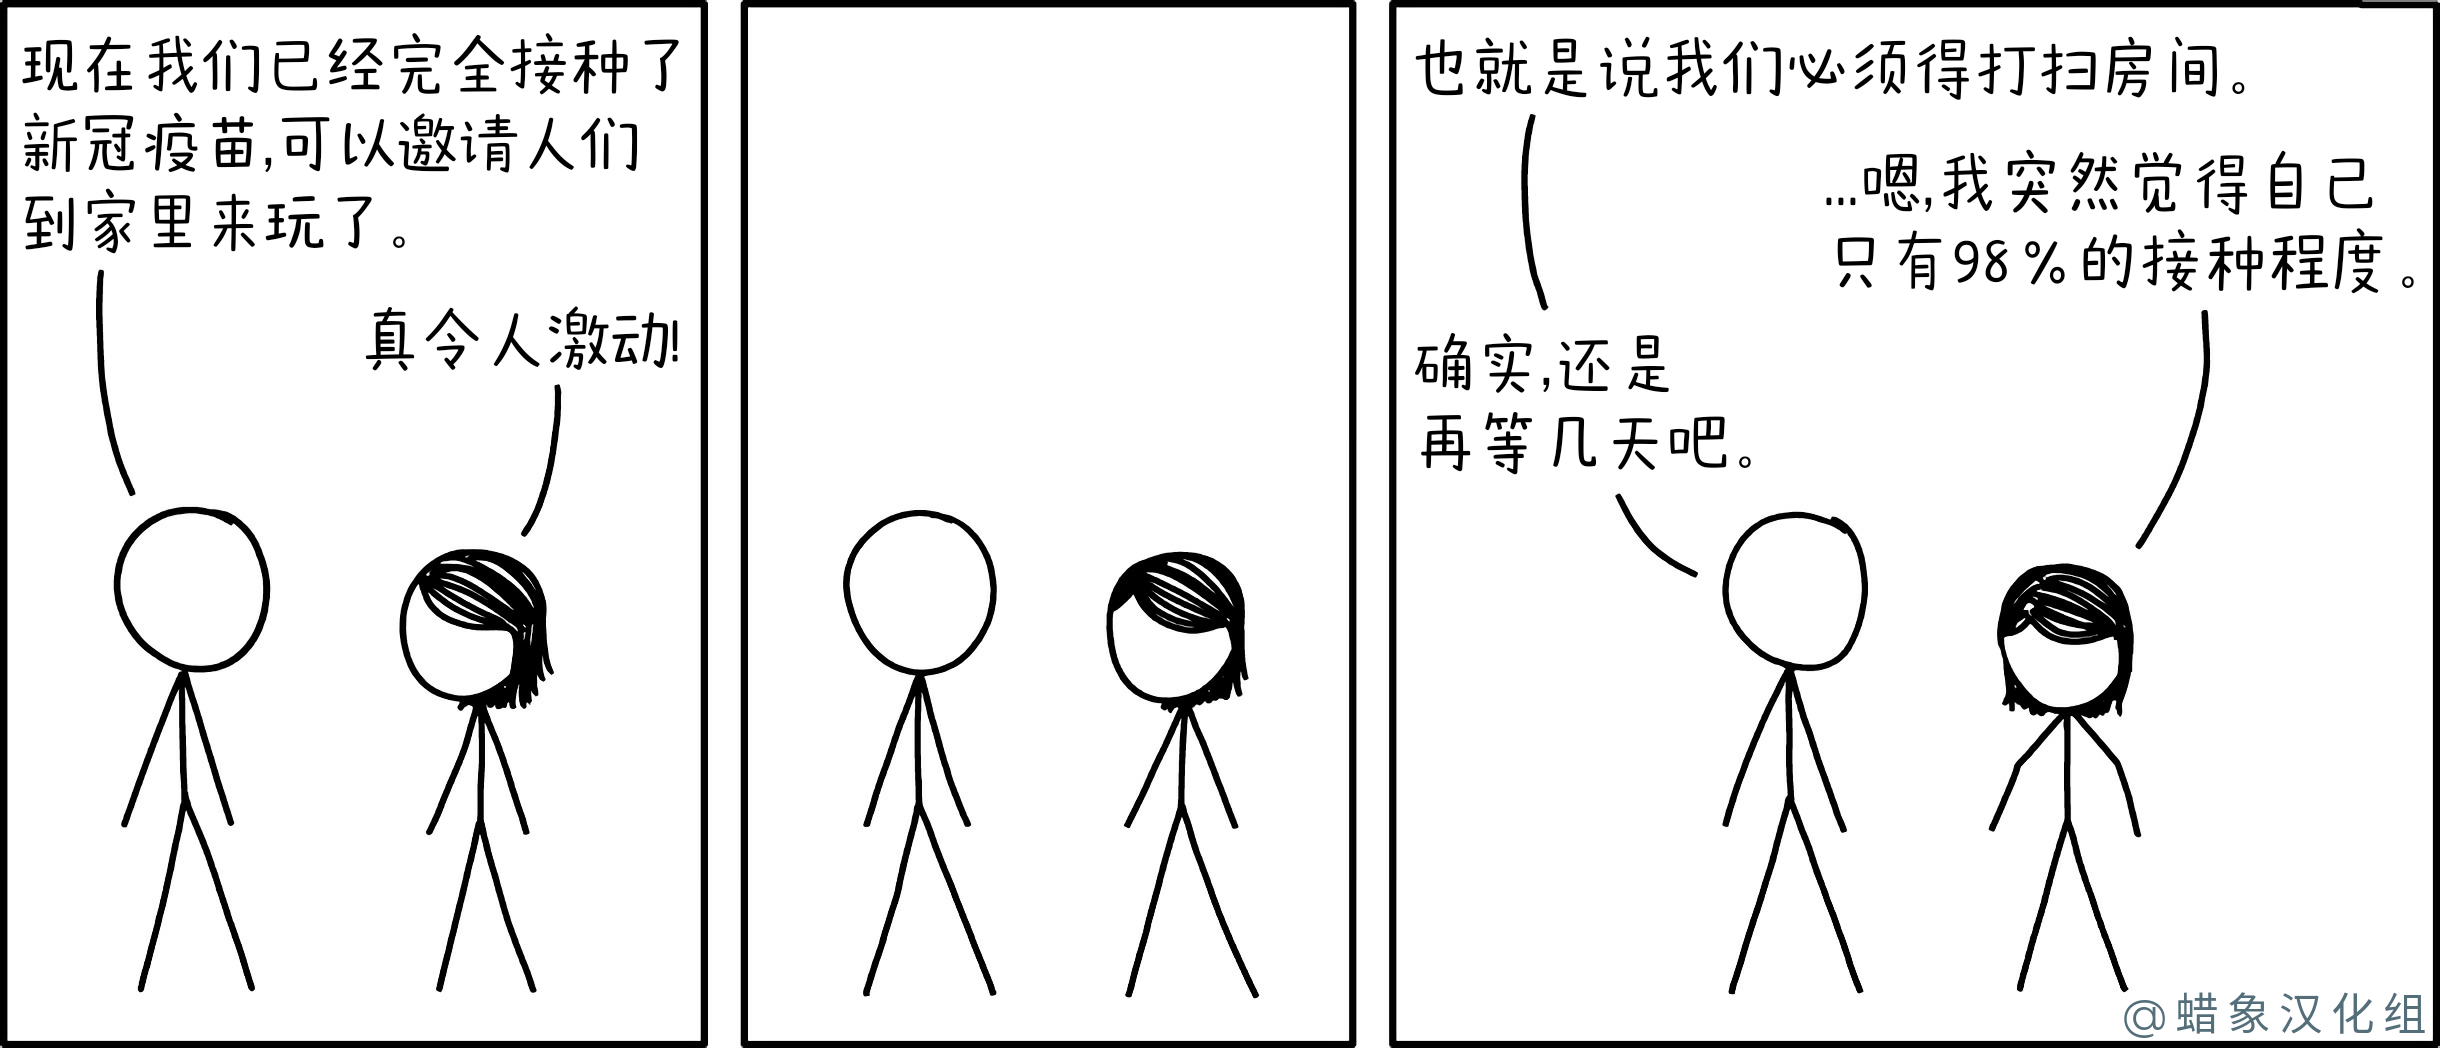 现在我们已经完全接种了
新冠疫苗,可以邀请人们
到家里来玩了。
真令人激动!
也就是说我们必须得打扫房间。
...嗯,我突然觉得自己
只有98%的接种程度。
确实,还是
再等几天吧。
@蜡象汉化组